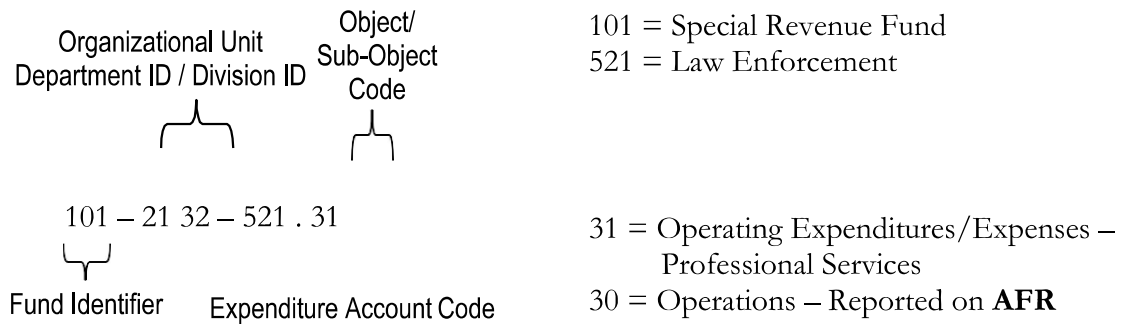 Organizational Unit
Department ID / Division ID
Object/
Sub-Object
Code
101 – 21 32 – 521 . 31
Fund Identifier
Expenditure Account Code
101 = Special Revenue Fund
521 = Law Enforcement
31 = Operating Expenditures/Expenses –
Professional Services
30 = Operations – Reported on AFR